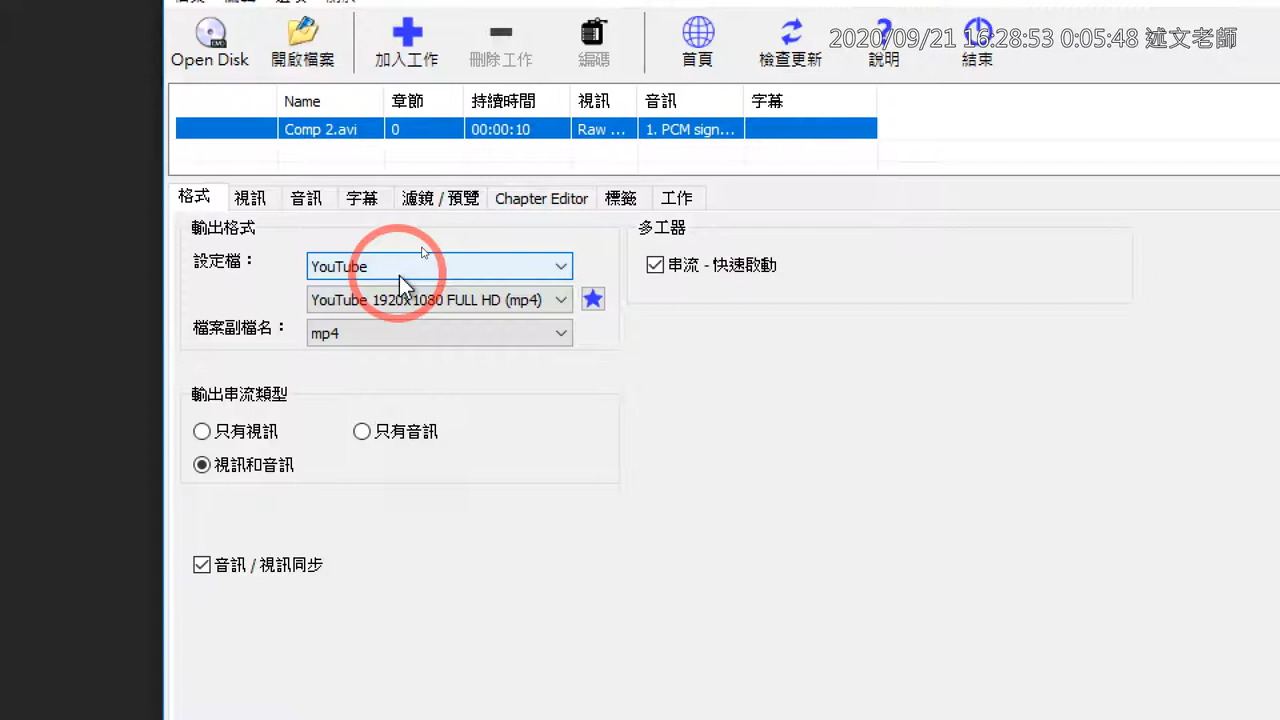 Open Disk 開啟檔案 加入工作 刪除工作 編碼 首頁 檢查更新 說明 結束
2020/09/21 16:28:53 0:05:48 述文老師
Name 章節 持續時間 視訊 音訊 字幕
Comp 2.avi 0 00:00:10 Raw ... 1. PCM sign...
格式 視訊 音訊 字幕 濾鏡 / 預覽 Chapter Editor 標籤 工作
輸出格式
多工器
設定檔：
YouTube
串流 - 快速啟動
YouTube 1920x1080 FULL HD (mp4)
檔案副檔名：
mp4
輸出串流類型
只有視訊 只有音訊
視訊和音訊
音訊 / 視訊同步